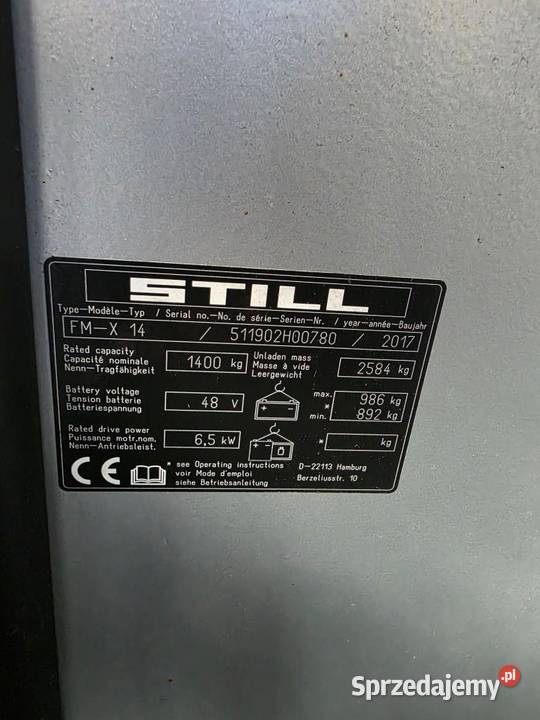 STILL
Type-Modèle-Typ / Serial no.-No. de série-Serien-Nr. / year-année-Baujahr
FM-X 14 / 511902H00780 / 2017
Rated capacity
Capacité nominale
Nenn-Tragfähigkeit
1400 kg
Unladen mass
Masse à vide
Leergewicht
2584 kg
Battery voltage
Tension batterie
Batteriespannung
48 V
+ -
max. 986 kg
* min. 892 kg
Rated drive power
Puissance motr.nom.
Nenn-Antriebsleist.
6.5 kW
+ -
* kg
CE
* see Operating instructions
voir Mode d'emploi
siehe Betriebsanleitung
D-22113 Hamburg
Berzeliusstr. 10
Sprzedajemy.pl